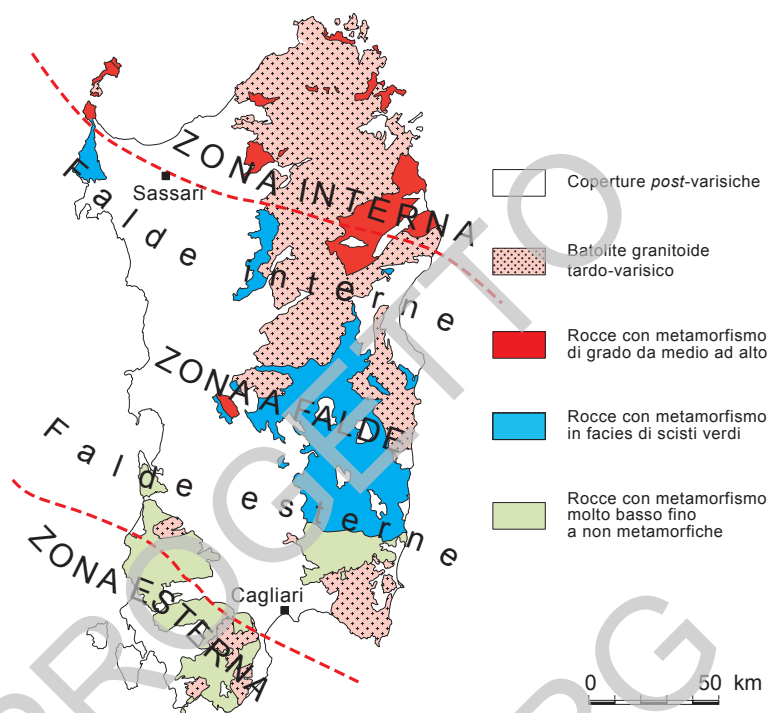 ZONA INTERNA
Sassari
Falde interne
ZONA A FALDE
Falde esterne
ZONA ESTERNA
Cagliari
Coperture post-varisiche
Batolite granitoide
tardo-varisico
Rocce con metamorfismo
di grado da medio ad alto
Rocce con metamorfismo
in facies di scisti verdi
Rocce con metamorfismo
molto basso fino
a non metamorfiche
0 50 km
PROGETTO